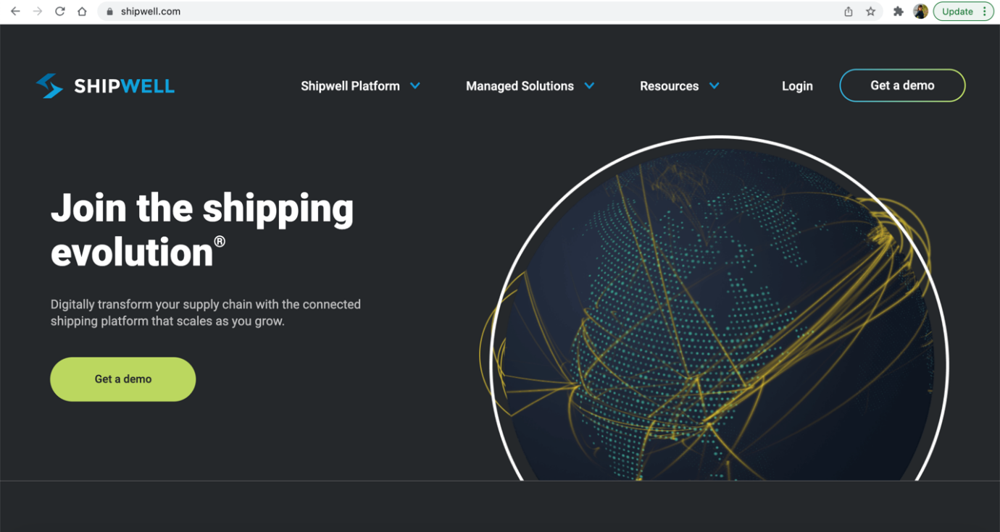 shipwell.com
Update
SHIPWELL
Shipwell Platform
Managed Solutions
Resources
Login
Get a demo
Join the shipping
evolution®
Digitally transform your supply chain with the connected
shipping platform that scales as you grow.
Get a demo